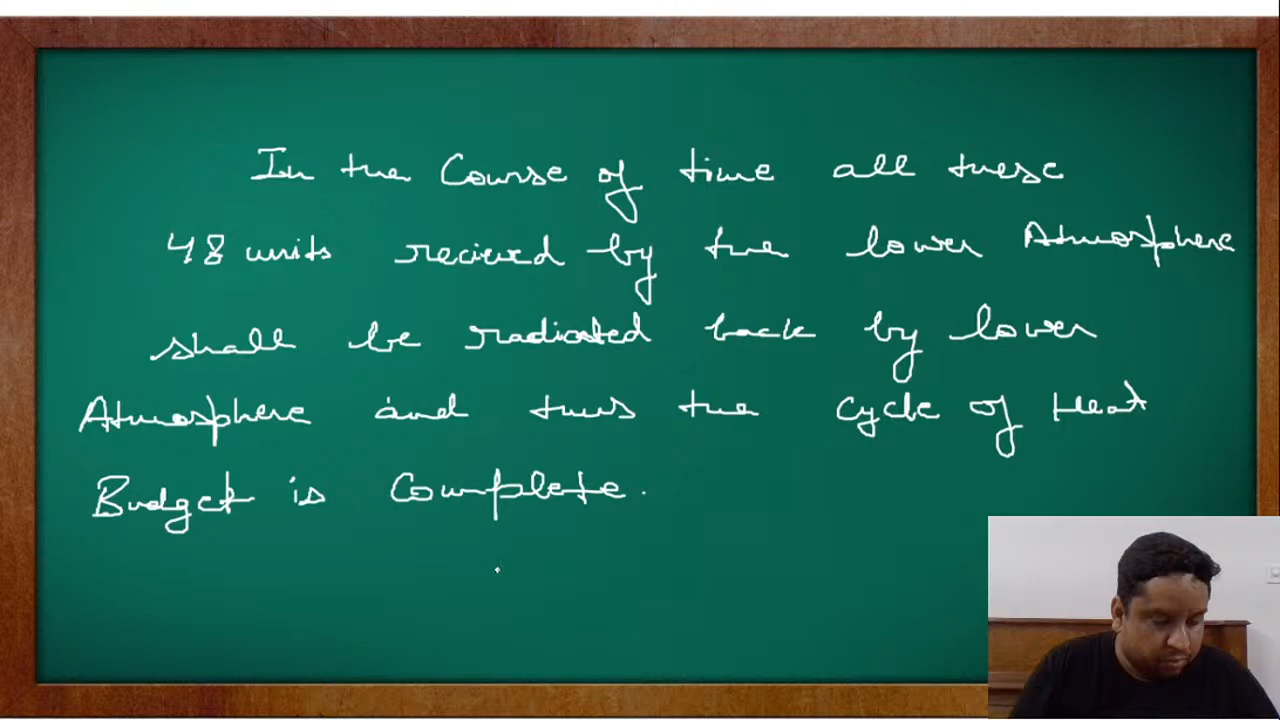 In the Course of time all these
48 units recieved by the lower Atmosphere
shall be radiated back by lower
Atmosphere and thus the cycle of Heat
Budget is Complete.